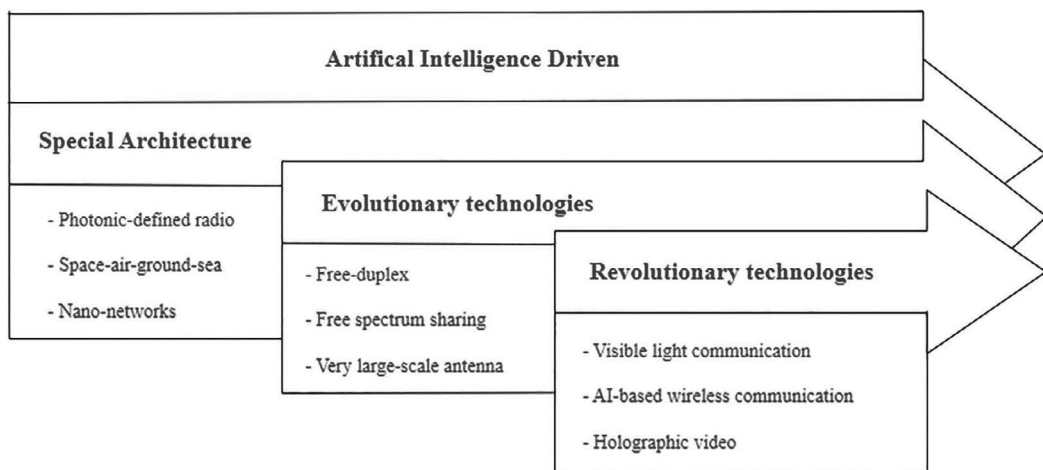 Artifical Intelligence Driven
Special Architecture
- Photonic-defined radio
- Space-air-ground-sea
- Nano-networks
Evolutionary technologies
- Free-duplex
- Free spectrum sharing
- Very large-scale antenna
Revolutionary technologies
- Visible light communication
- AI-based wireless communication
- Holographic video